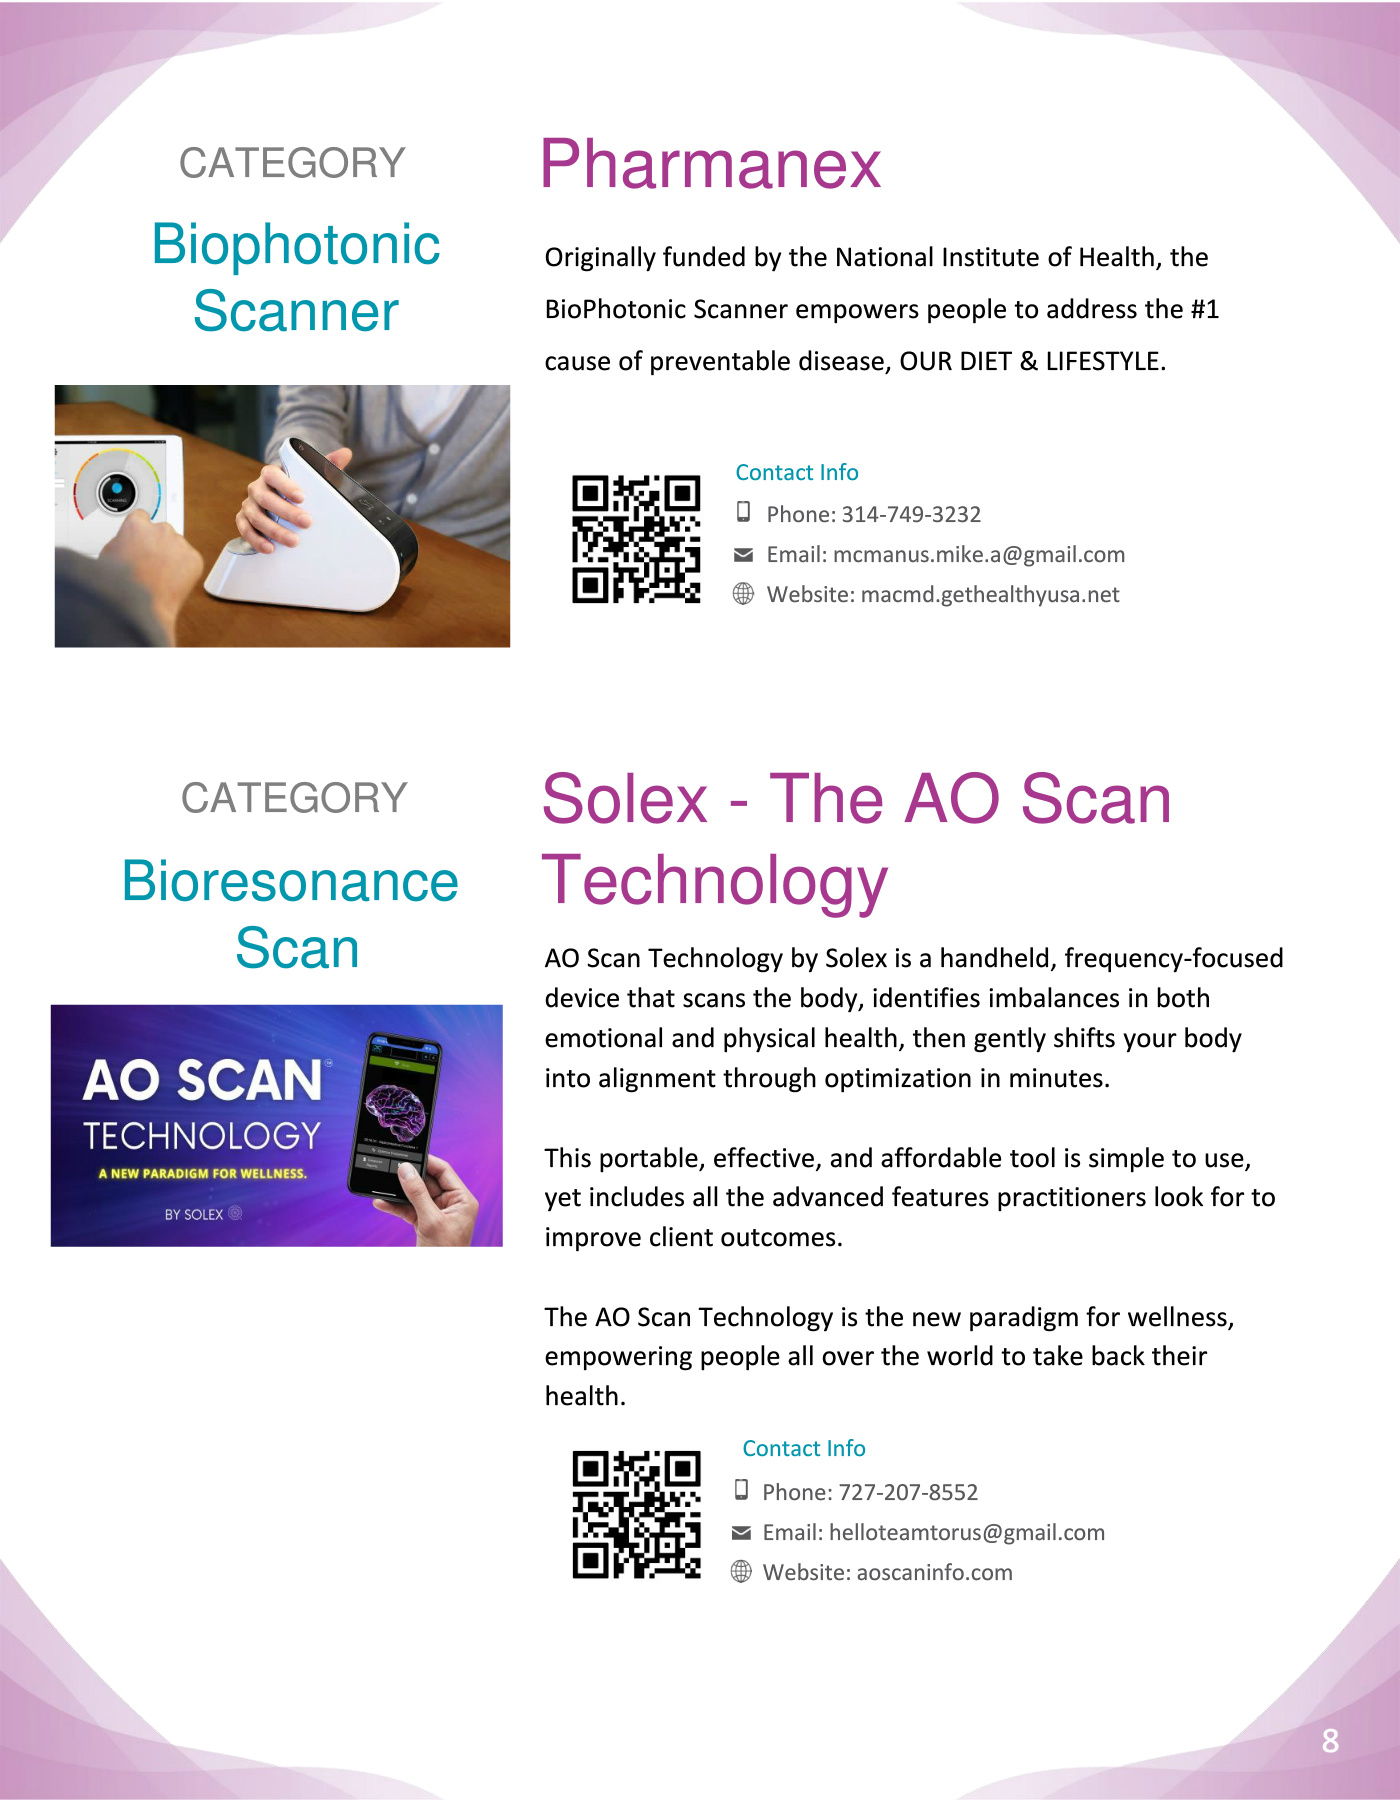 CATEGORY
Biophotonic
Scanner
Pharmanex
Originally funded by the National Institute of Health, the
BioPhotonic Scanner empowers people to address the #1
cause of preventable disease, OUR DIET & LIFESTYLE.
Contact Info
Phone: 314-749-3232
Email: mcmanus.mike.a@gmail.com
Website: macmd.gethealthyusa.net
CATEGORY
Bioresonance
Scan
AO SCAN
TECHNOLOGY
A NEW PARADIGM FOR WELLNESS.
BY SOLEX
Solex - The AO Scan
Technology
AO Scan Technology by Solex is a handheld, frequency-focused
device that scans the body, identifies imbalances in both
emotional and physical health, then gently shifts your body
into alignment through optimization in minutes.
This portable, effective, and affordable tool is simple to use,
yet includes all the advanced features practitioners look for to
improve client outcomes.
The AO Scan Technology is the new paradigm for wellness,
empowering people all over the world to take back their
health.
Contact Info
Phone: 727-207-8552
Email: helloteamtorus@gmail.com
Website: aoscaninfo.com
8